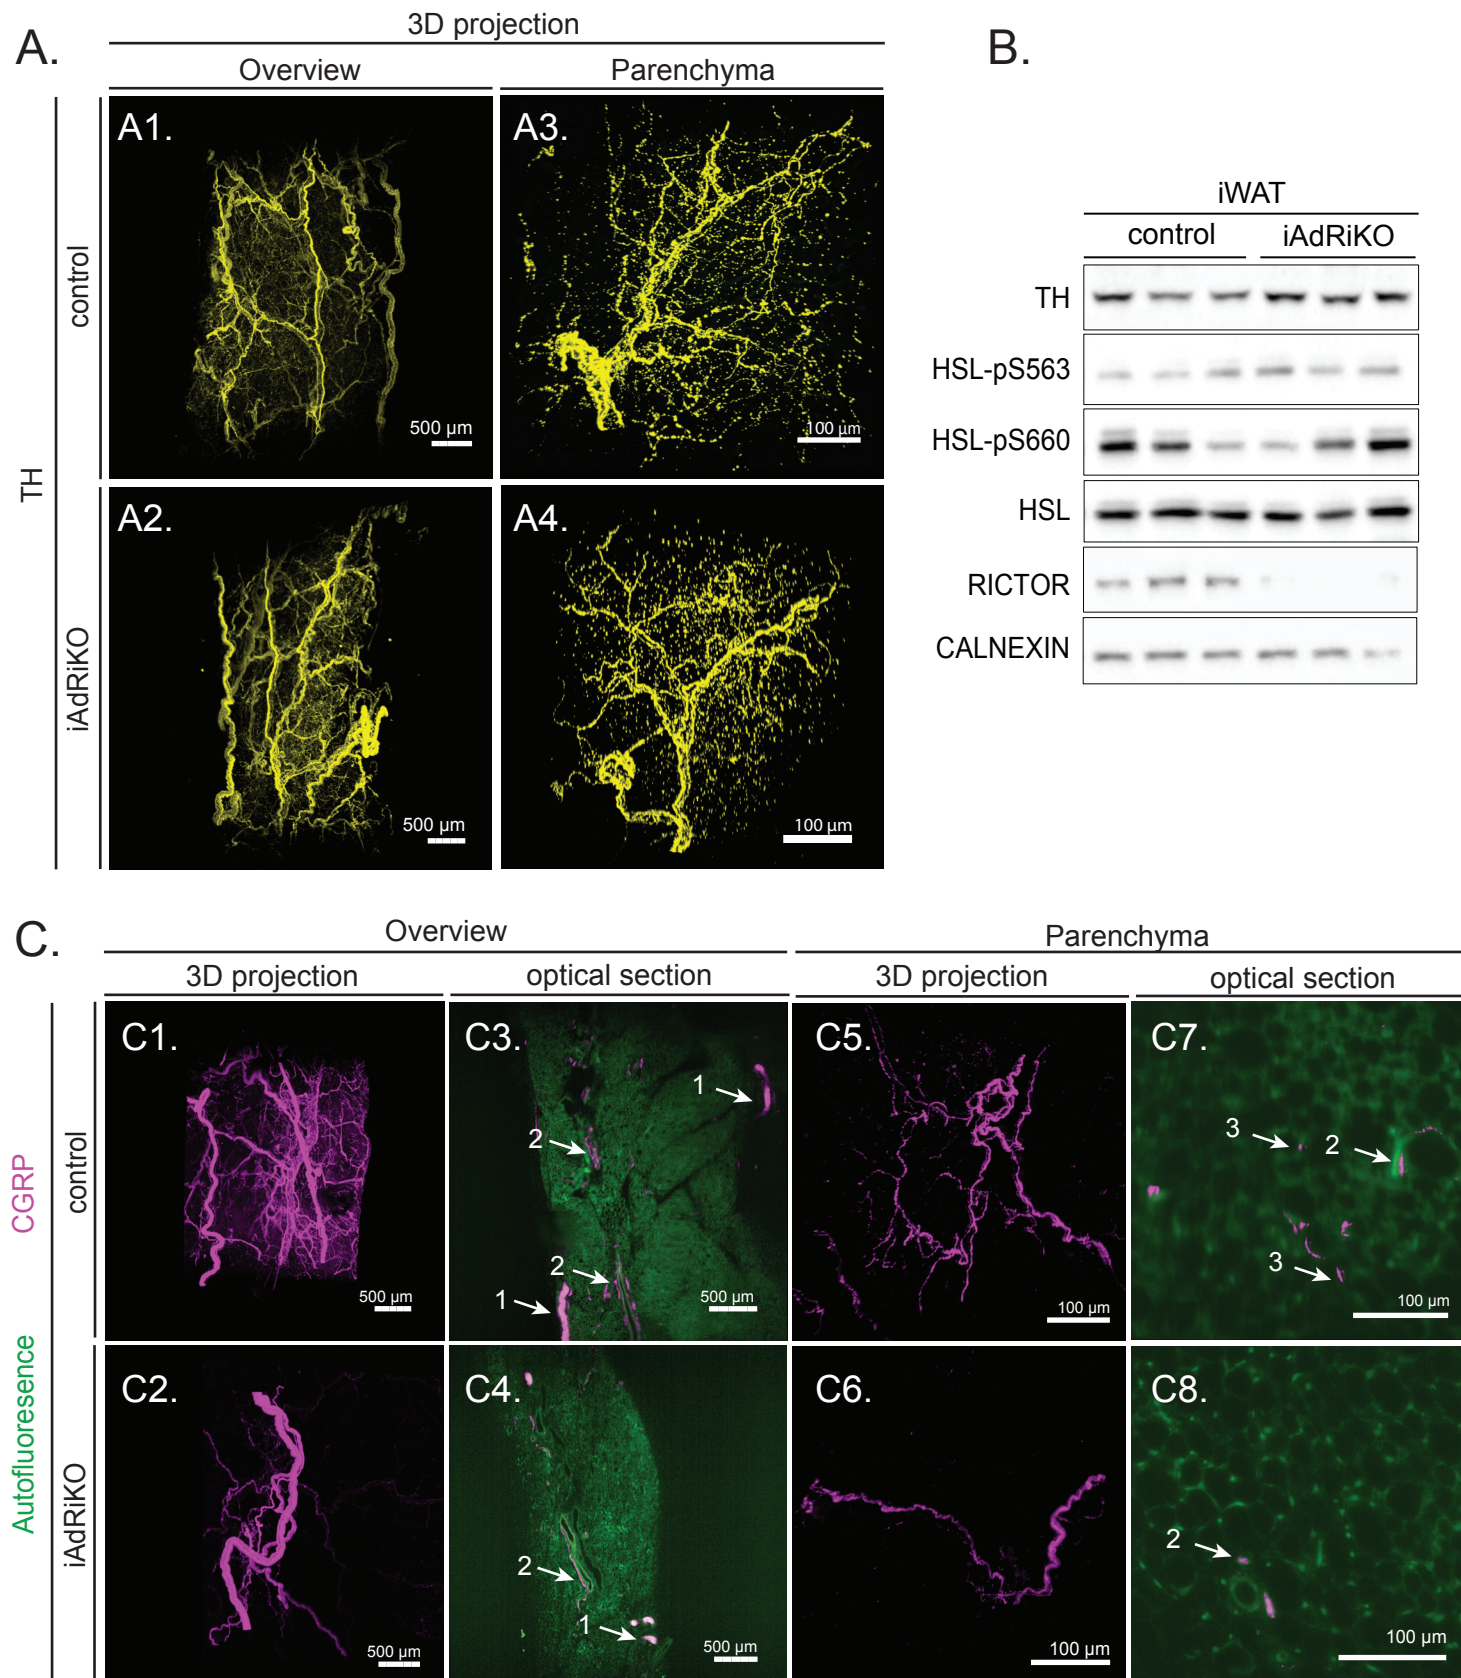 A.
3D projection
Overview
Parenchyma
TH
control
iAdRiKO
A1.
500 µm
A3.
100 µm
A2.
500 µm
A4.
100 µm
B.
iWAT
control
iAdRiKO
TH
HSL-pS563
HSL-pS660
HSL
RICTOR
CALNEXIN
C.
Overview
Parenchyma
3D projection
optical section
3D projection
optical section
CGRP
Autofluoresence
control
iAdRiKO
C1.
500 µm
C3.
1
2
2
1
500 µm
C5.
100 µm
C7.
3
2
3
100 µm
C2.
500 µm
C4.
2
1
500 µm
C6.
100 µm
C8.
2
100 µm